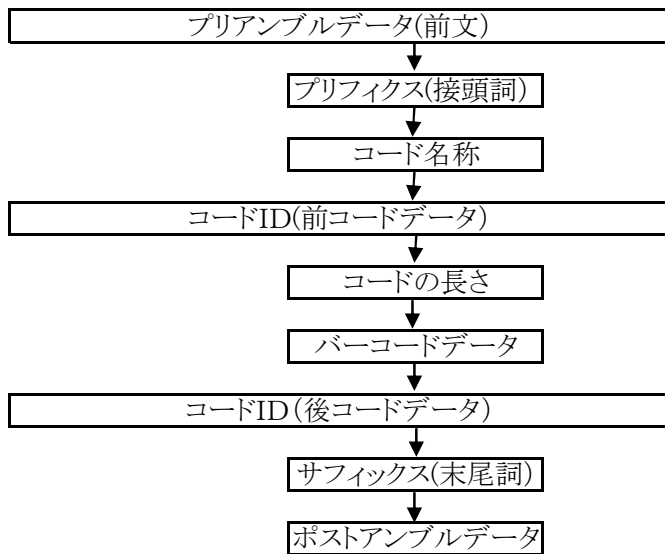 プリアンブルデータ(前文)
プリフィクス(接頭詞)
コード名称
コードID(前コードデータ)
コードの長さ
バーコードデータ
コードID(後コードデータ)
サフィックス(末尾詞)
ポストアンブルデータ